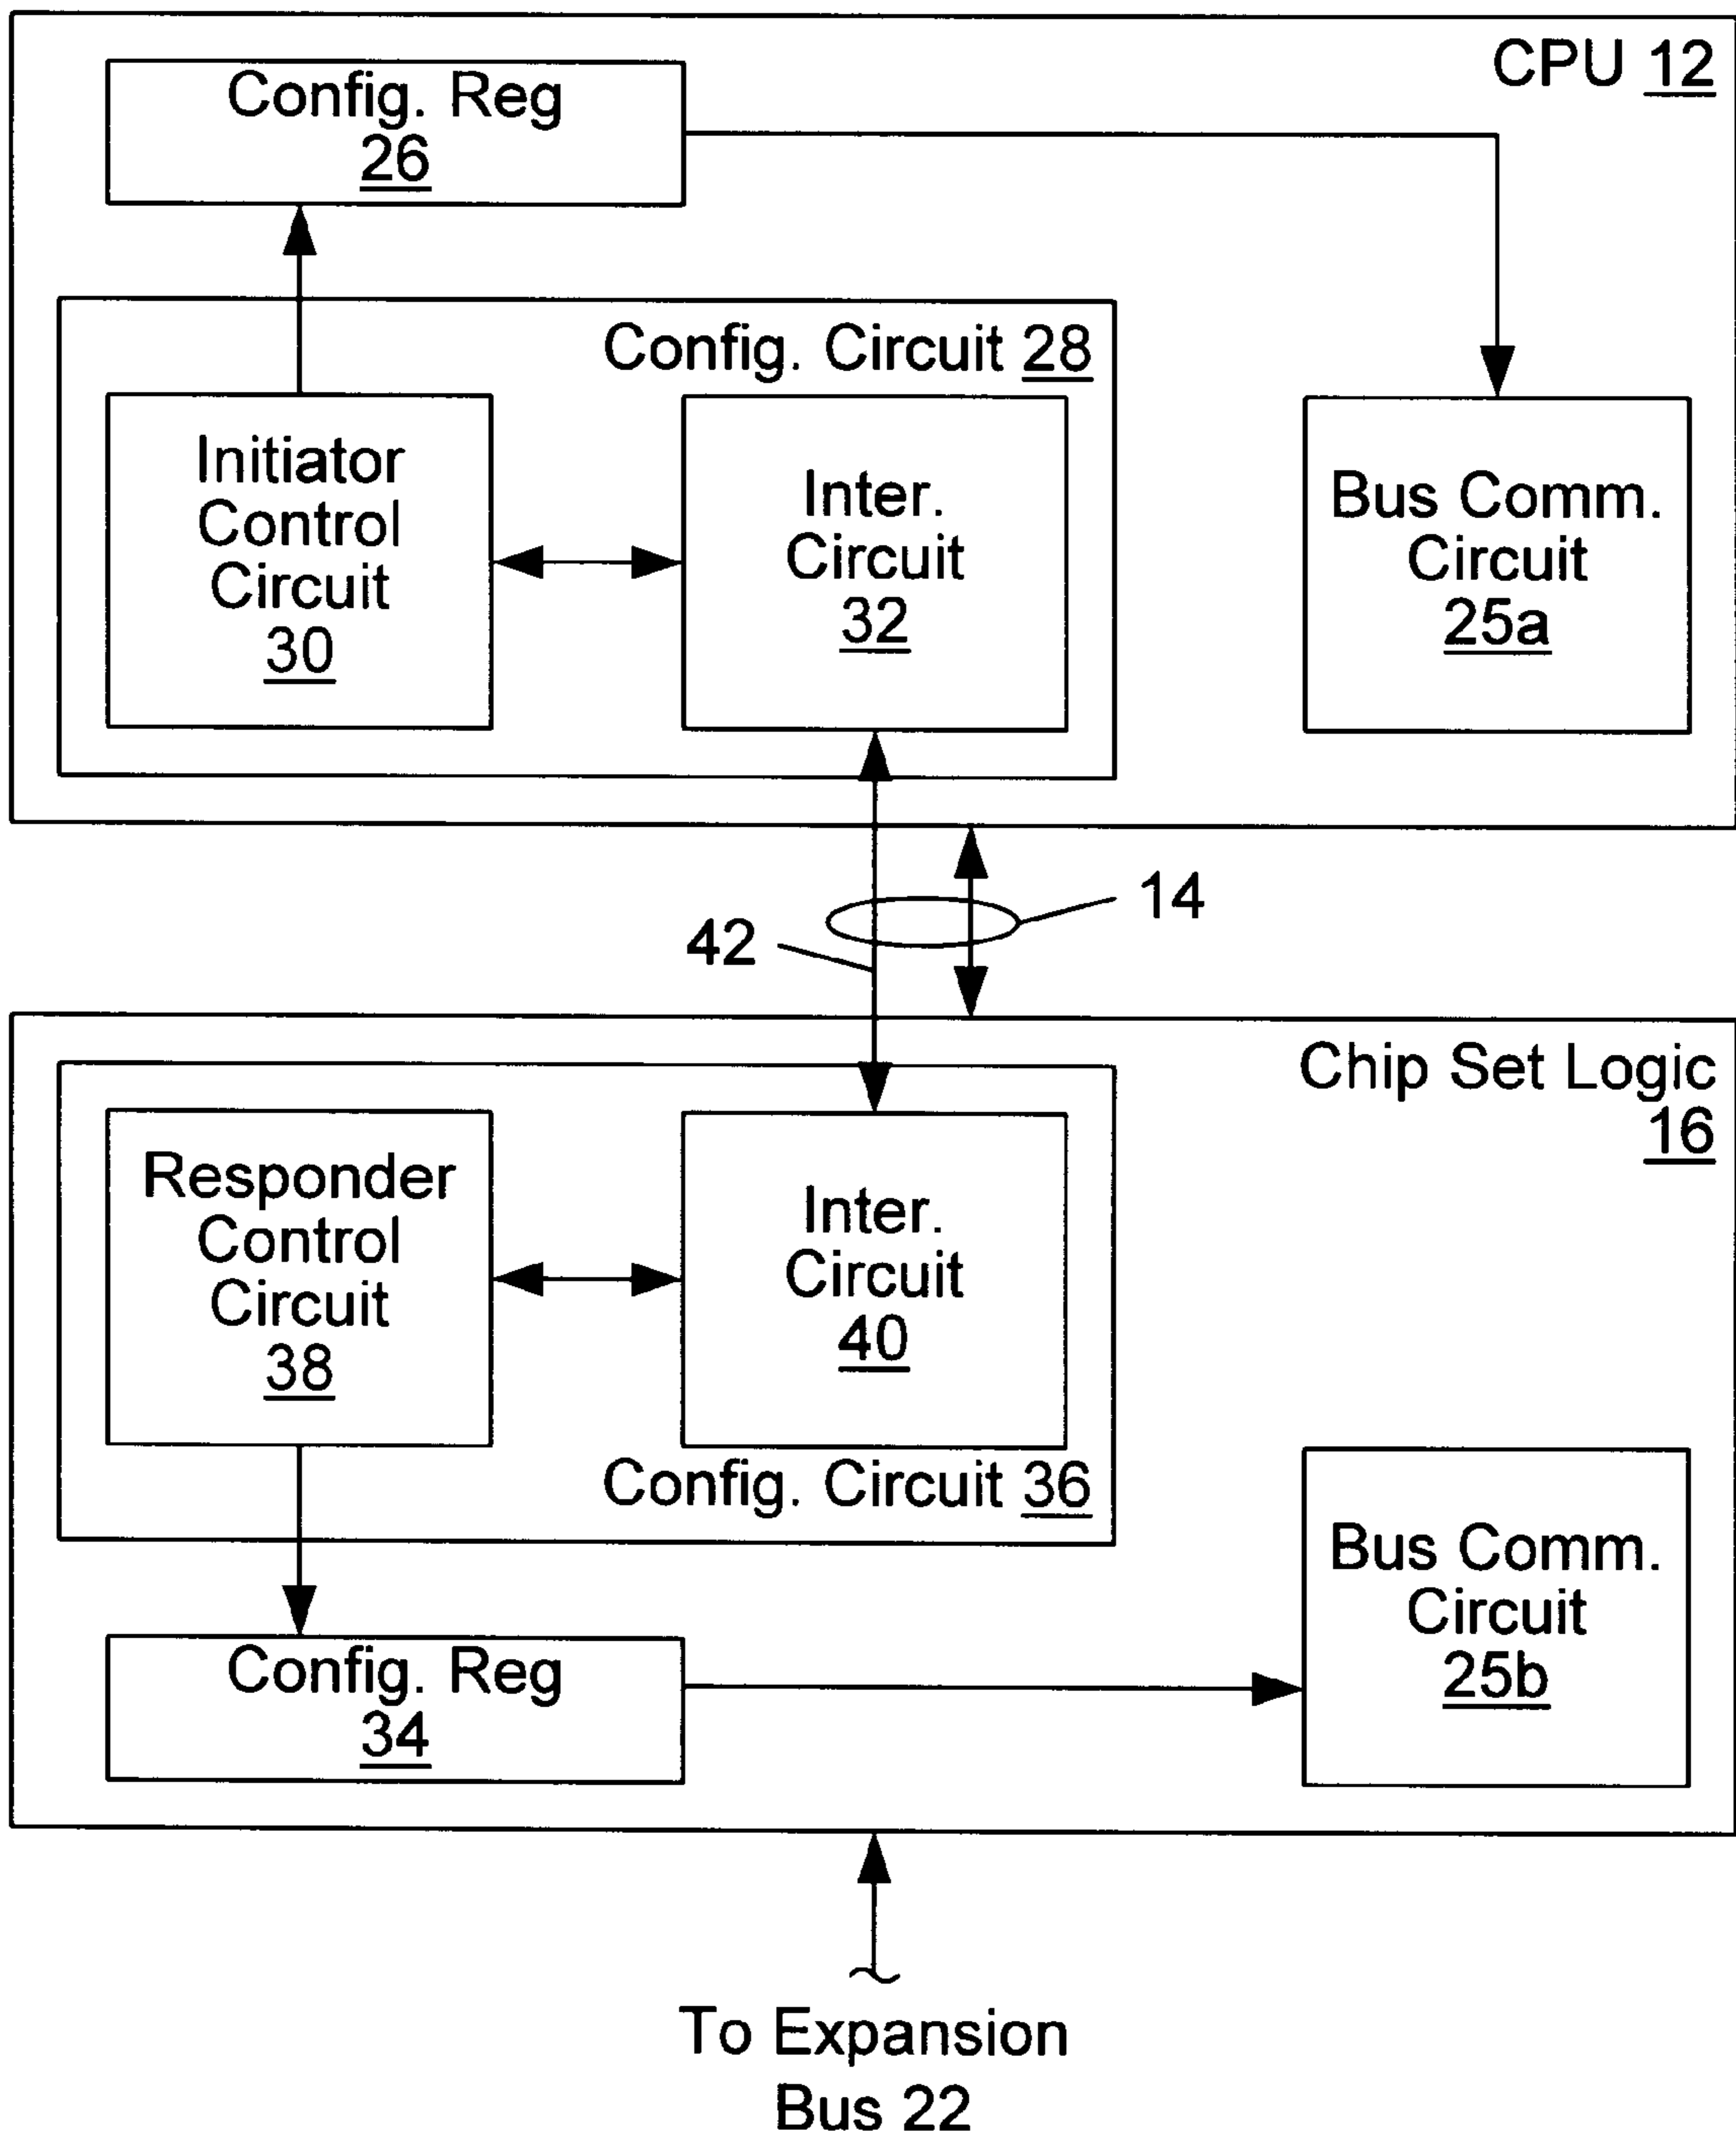 CPU 12
Config. Reg
26
Config. Circuit 28
Initiator
Control
Circuit
30
Inter.
Circuit
32
Bus Comm.
Circuit
25a
14
42
Chip Set Logic
16
Responder
Control
Circuit
38
Inter.
Circuit
40
Config. Circuit 36
Bus Comm.
Circuit
25b
Config. Reg
34
To Expansion
Bus 22